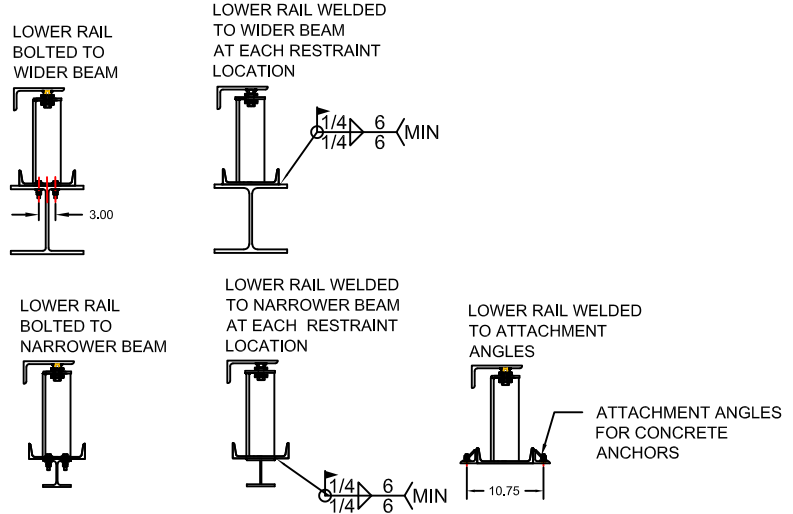 LOWER RAIL
BOLTED TO
WIDER BEAM
3.00
LOWER RAIL WELDED
TO WIDER BEAM
AT EACH RESTRAINT
LOCATION
1/4 6
1/4 6
MIN
LOWER RAIL
BOLTED TO
NARROWER BEAM
LOWER RAIL WELDED
TO NARROWER BEAM
AT EACH RESTRAINT
LOCATION
1/4 6
1/4 6
MIN
LOWER RAIL WELDED
TO ATTACHMENT
ANGLES
10.75
ATTACHMENT ANGLES
FOR CONCRETE
ANCHORS